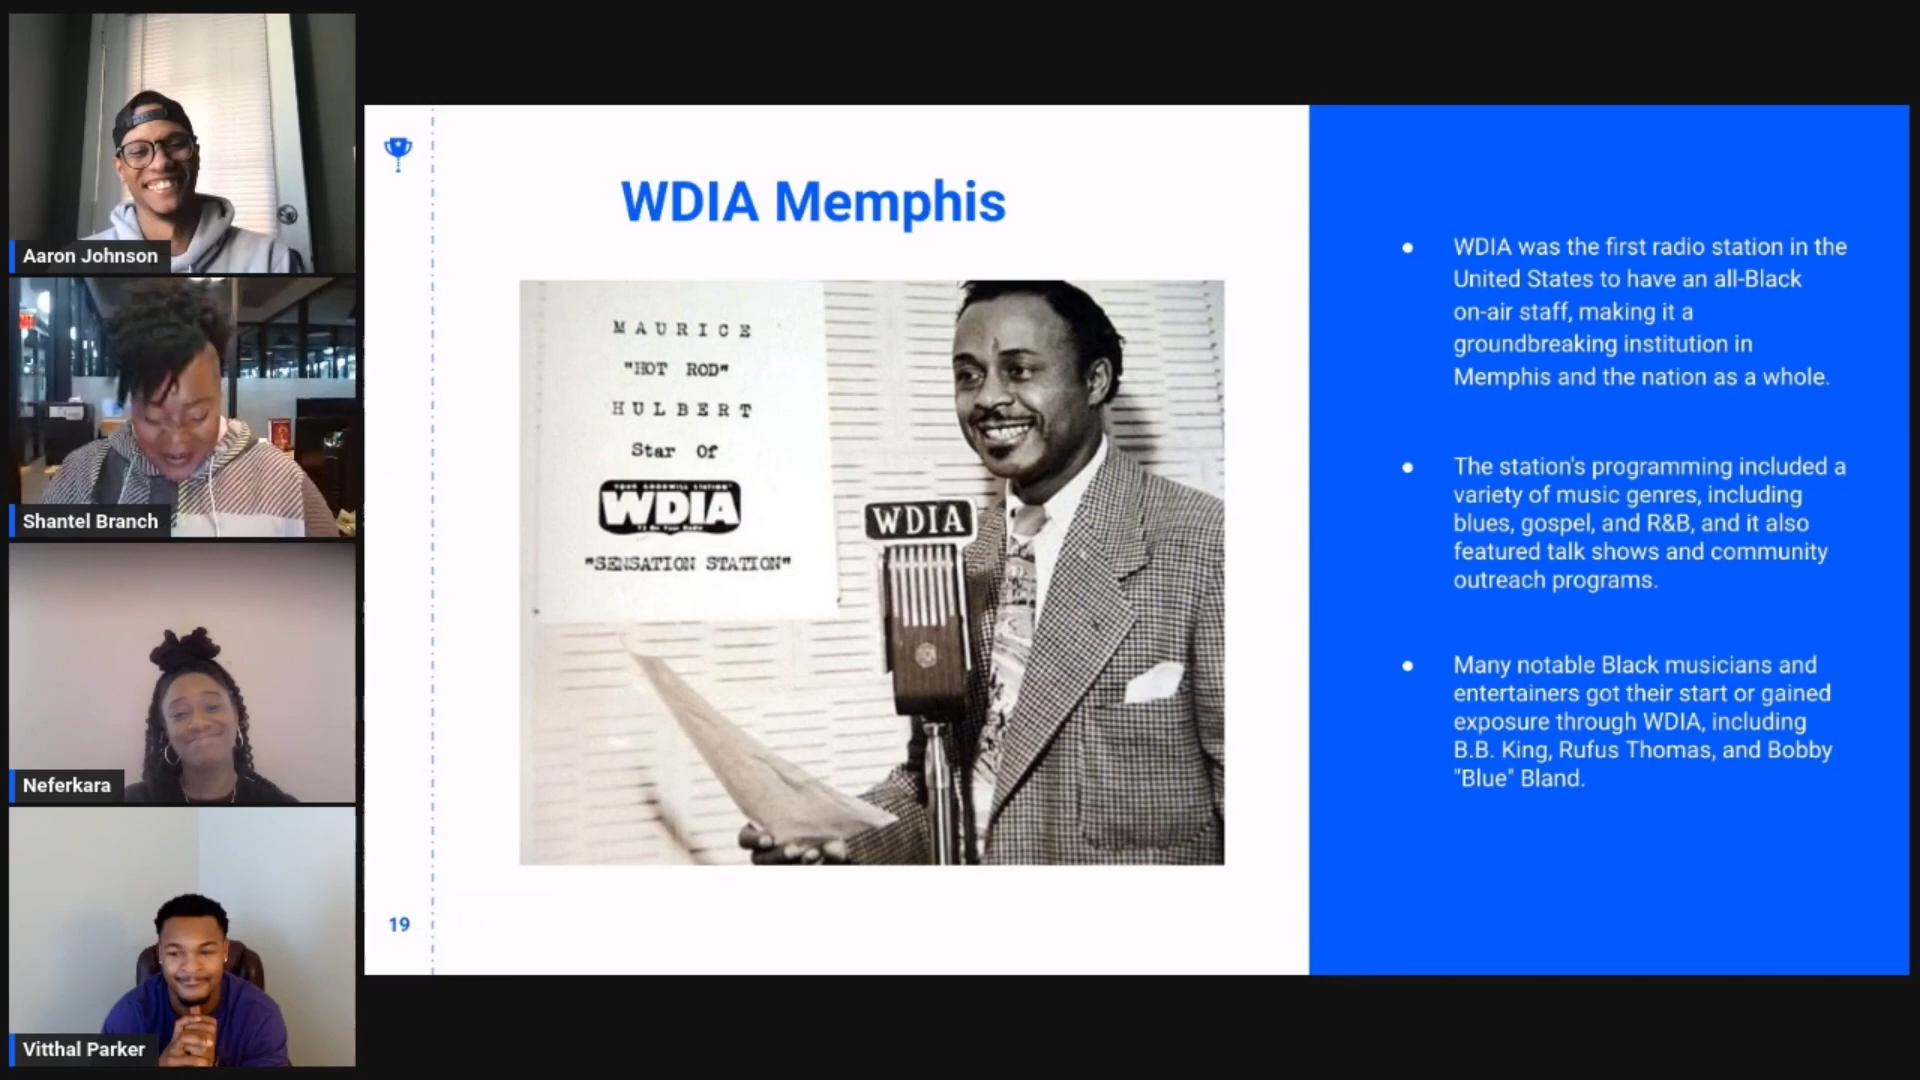 Aaron Johnson
Shantel Branch
Neferkara
Vitthal Parker
19
WDIA Memphis
MAURICE
"HOT ROD"
HULBERT
Star Of
"YOUR GOODWILL STATION"
WDIA
"SENSATION STATION"
WDIA
WDIA was the first radio station in the
United States to have an all-Black
on-air staff, making it a
groundbreaking institution in
Memphis and the nation as a whole.
The station's programming included a
variety of music genres, including
blues, gospel, and R&B, and it also
featured talk shows and community
outreach programs.
Many notable Black musicians and
entertainers got their start or gained
exposure through WDIA, including
B.B. King, Rufus Thomas, and Bobby
"Blue" Bland.